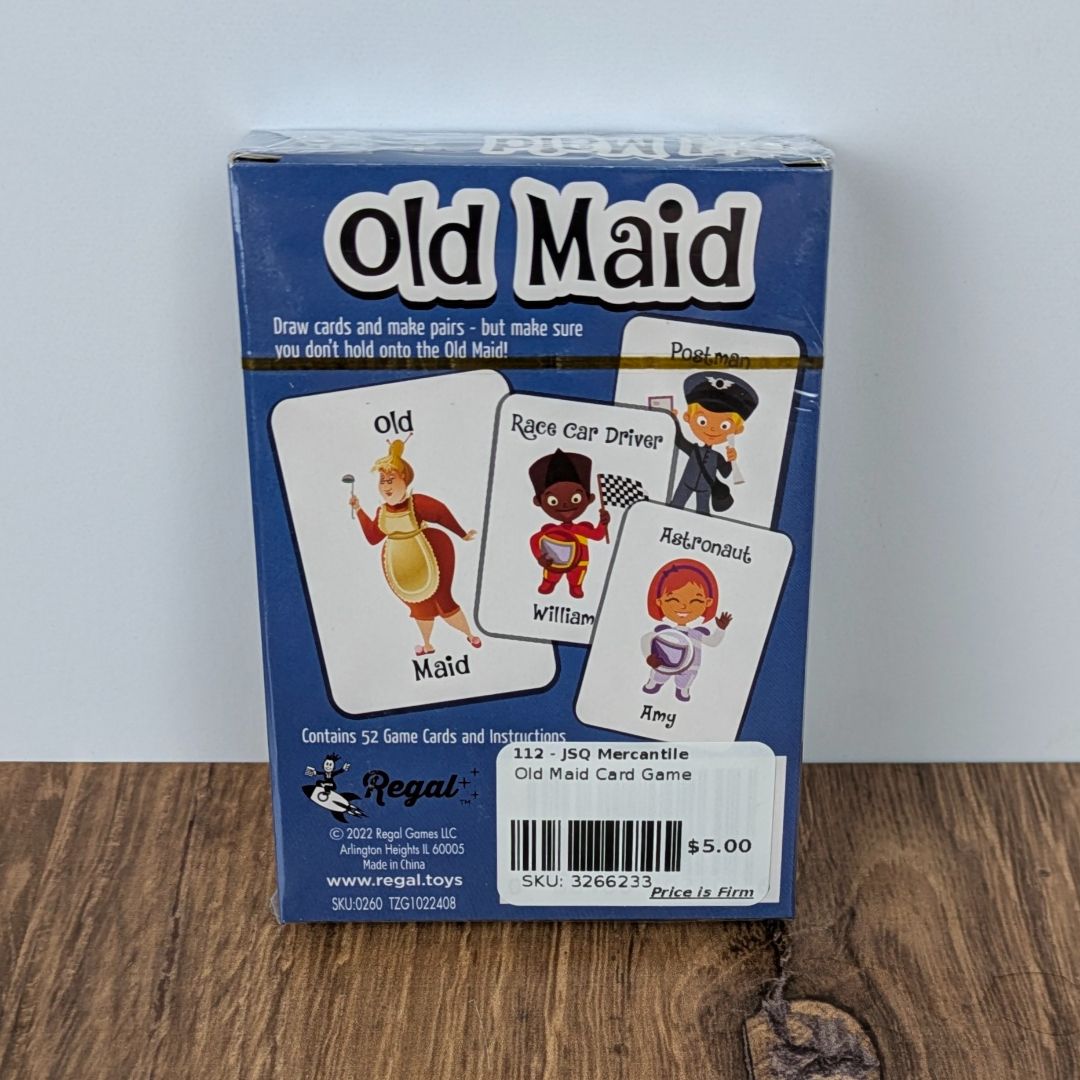 Old Maid
Old Maid
Draw cards and make pairs - but make sure
you don't hold onto the Old Maid!
Postman
Old
Race Car Driver
Astronaut
William
Maid
Amy
Contains 52 Game Cards and Instructions
112 - JSQ Mercantile
Old Maid Card Game
Regal
TM
$5.00
© 2022 Regal Games LLC
Arlington Heights IL 60005
Made in China
www.regal.toys
SKU: 3266233
Price is Firm
SKU:0260 TZG1022408